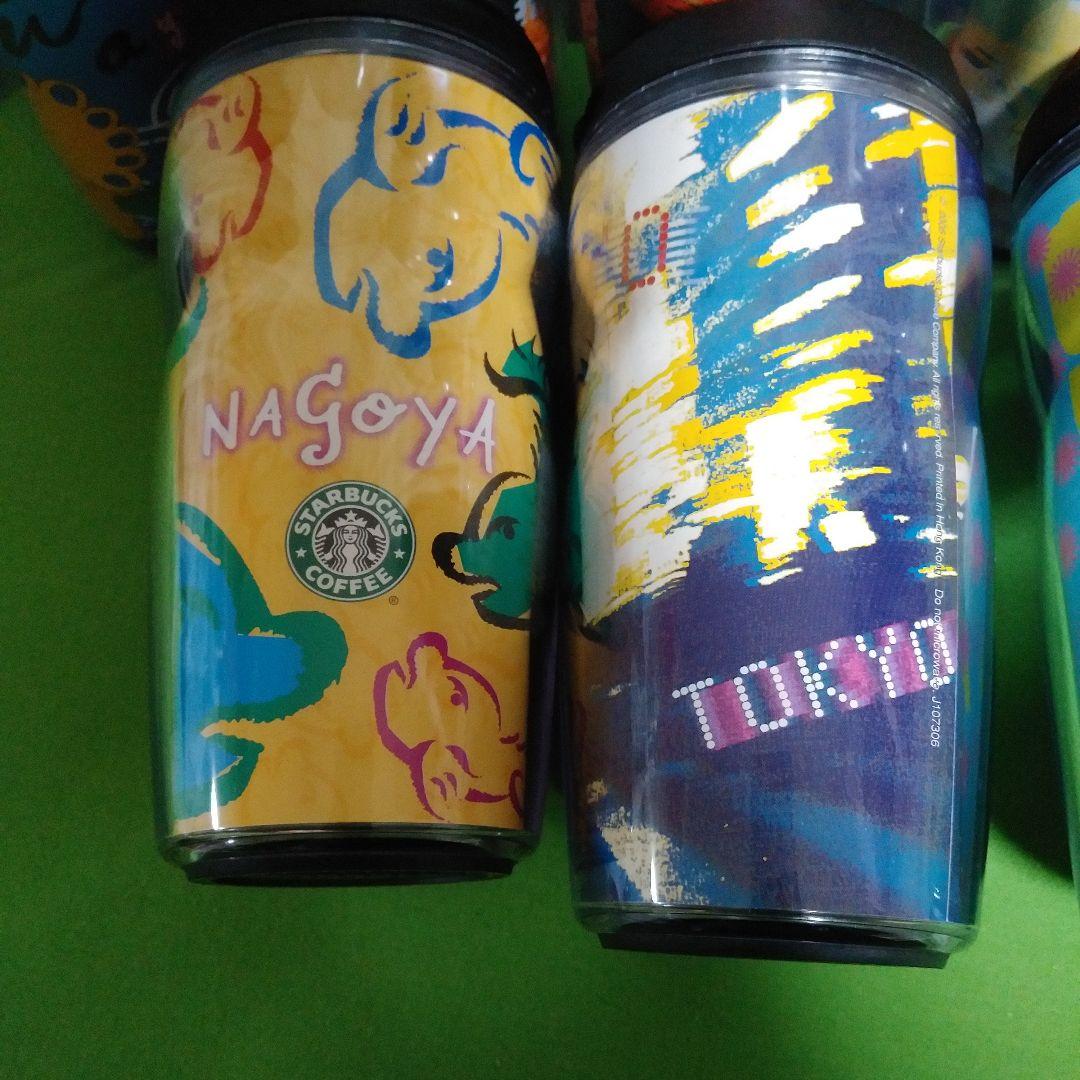 NAGOYA
STARBUCKS
COFFEE
®
TOKYO
Company. All rights reserved. Printed in Hong Kong. Do not microwave. J107306